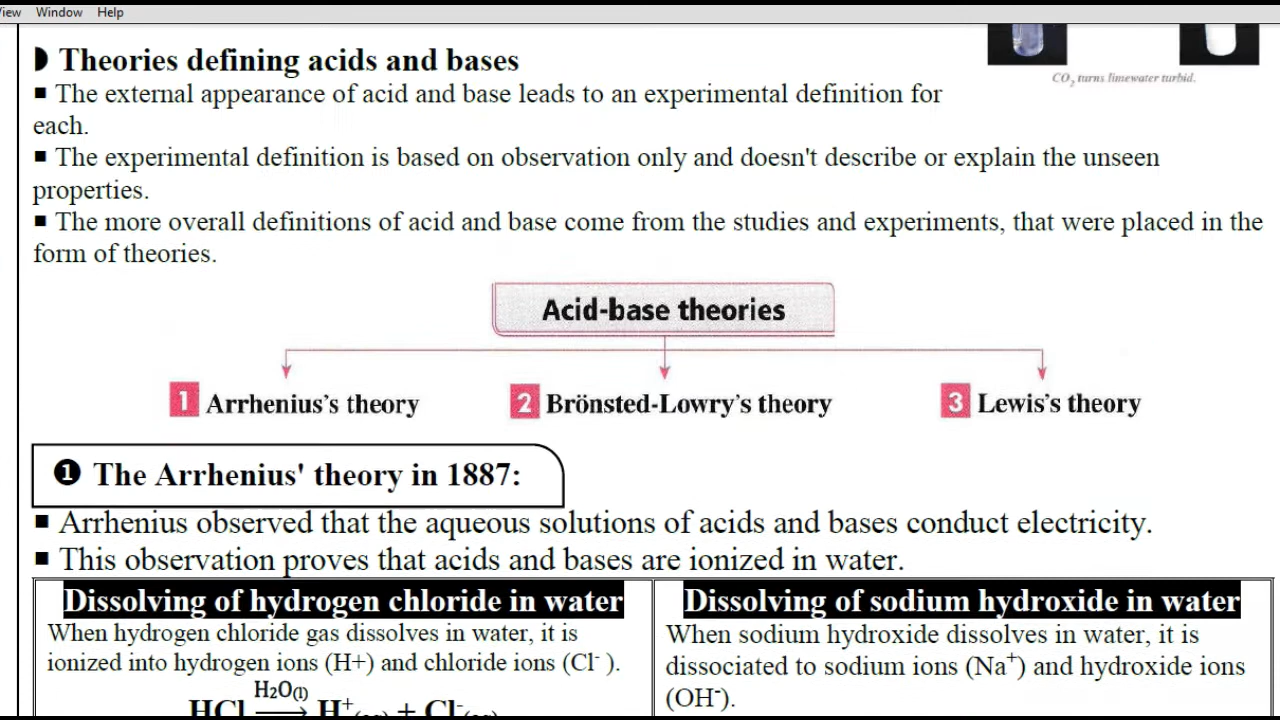 View Window Help
CO₂ turns limewater turbid.
◗ Theories defining acids and bases
▪ The external appearance of acid and base leads to an experimental definition for
each.
▪ The experimental definition is based on observation only and doesn't describe or explain the unseen
properties.
▪ The more overall definitions of acid and base come from the studies and experiments, that were placed in the
form of theories.
Acid-base theories
1 Arrhenius's theory
2 Brönsted-Lowry's theory
3 Lewis's theory
❶ The Arrhenius' theory in 1887:
▪ Arrhenius observed that the aqueous solutions of acids and bases conduct electricity.
▪ This observation proves that acids and bases are ionized in water.
Dissolving of hydrogen chloride in water
When hydrogen chloride gas dissolves in water, it is
ionized into hydrogen ions (H+) and chloride ions (Cl⁻ ).
H₂O(l)
HCl ⟶ H⁺(aq) + Cl⁻(aq)
Dissolving of sodium hydroxide in water
When sodium hydroxide dissolves in water, it is
dissociated to sodium ions (Na⁺) and hydroxide ions
(OH⁻).